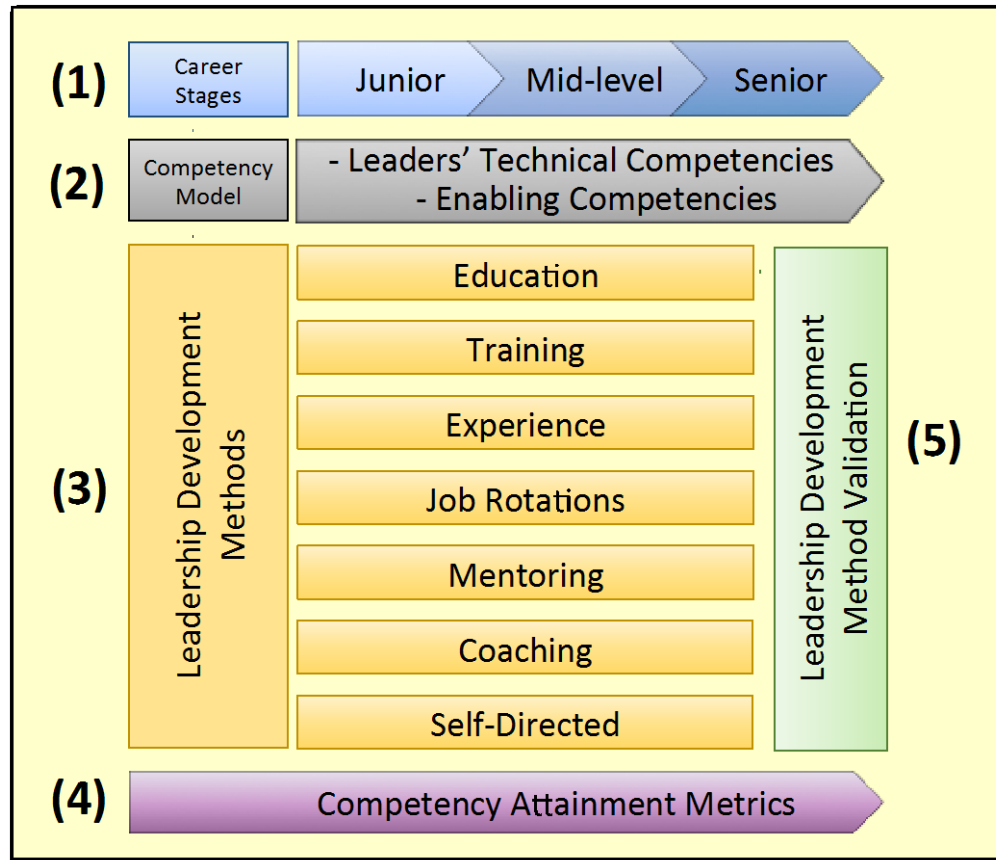 (1)
Career
Stages
Junior
Mid-level
Senior
(2)
Competency
Model
- Leaders’ Technical Competencies
- Enabling Competencies
(3)
Leadership Development
Methods
Education
Training
Experience
Job Rotations
Mentoring
Coaching
Self-Directed
Leadership Development
Method Validation
(5)
(4)
Competency Attainment Metrics